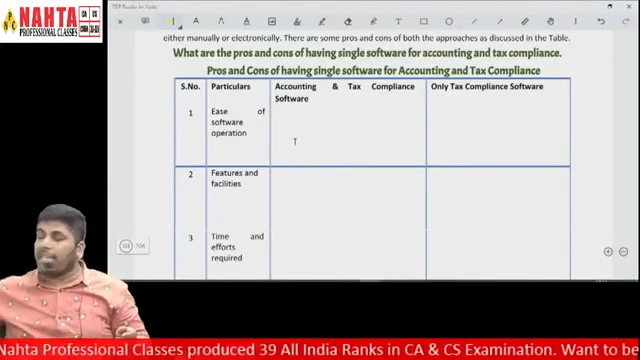 NAHTA
PROFESSIONAL CLASSES
CA
CS
CMA
XI-XII
either manually or electronically. There are some pros and cons of both the approaches as discussed in the Table.
What are the pros and cons of having single software for accounting and tax compliance.
Pros and Cons of having single software for Accounting and Tax Compliance
S.No. Particulars Accounting & Tax Compliance Software Only Tax Compliance Software
1 Ease of software operation
2 Features and facilities
3 Time and efforts required
Nahta Professional Classes produced 39 All India Ranks in CA & CS Examination. Want to be